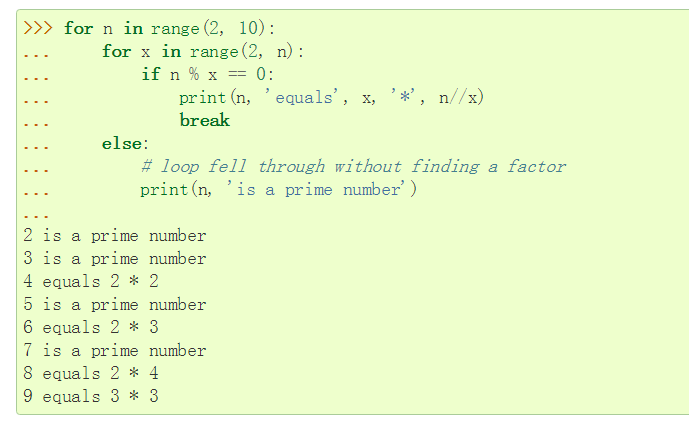 >>> for n in range(2, 10):
...     for x in range(2, n):
...         if n % x == 0:
...             print(n, 'equals', x, '*', n//x)
...             break
...     else:
...         # loop fell through without finding a factor
...         print(n, 'is a prime number')
...
2 is a prime number
3 is a prime number
4 equals 2 * 2
5 is a prime number
6 equals 2 * 3
7 is a prime number
8 equals 2 * 4
9 equals 3 * 3